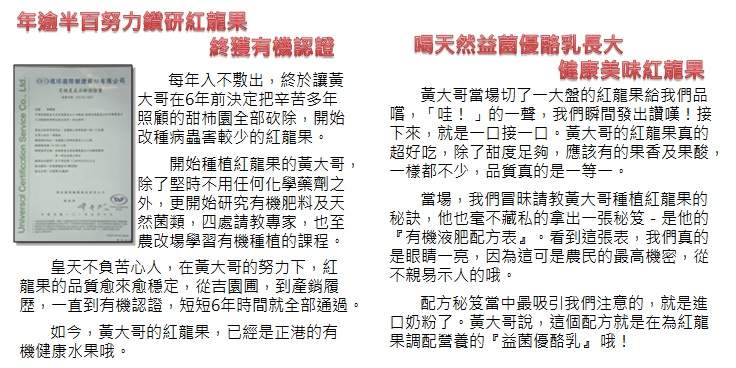 年逾半百努力鑽研紅龍果
終獲有機認證
Universal Certification Service Co., Ltd.
每年入不敷出，終於讓黃
大哥在6年前決定把辛苦多年
照顧的甜柿園全部砍除，開始
改種病蟲害較少的紅龍果。
開始種植紅龍果的黃大哥，
除了堅時不用任何化學藥劑之
外，更開始研究有機肥料及天
然菌類，四處請教專家，也至
農改場學習有機種植的課程。
皇天不負苦心人，在黃大哥的努力下，紅
龍果的品質愈來愈穩定，從吉園圃，到產銷履
歷，一直到有機認證，短短6年時間就全部通過。
如今，黃大哥的紅龍果，已經是正港的有
機健康水果哦。
喝天然益菌優酪乳長大
健康美味紅龍果
黃大哥當場切了一大盤的紅龍果給我們品
嚐，「哇！」的一聲，我們瞬間發出讚嘆！接
下來，就是一口接一口。黃大哥的紅龍果真的
超好吃，除了甜度足夠，應該有的果香及果酸，
一樣都不少，品質真的是一等一。
當場，我們冒昧請教黃大哥種植紅龍果的
秘訣，他也毫不藏私的拿出一張秘笈－是他的
『有機液肥配方表』。看到這張表，我們真的
是眼睛一亮，因為這可是農民的最高機密，從
不親易示人的哦。
配方秘笈當中最吸引我們注意的，就是進
口奶粉了。黃大哥說，這個配方就是在為紅龍
果調配營養的『益菌優酪乳』哦！